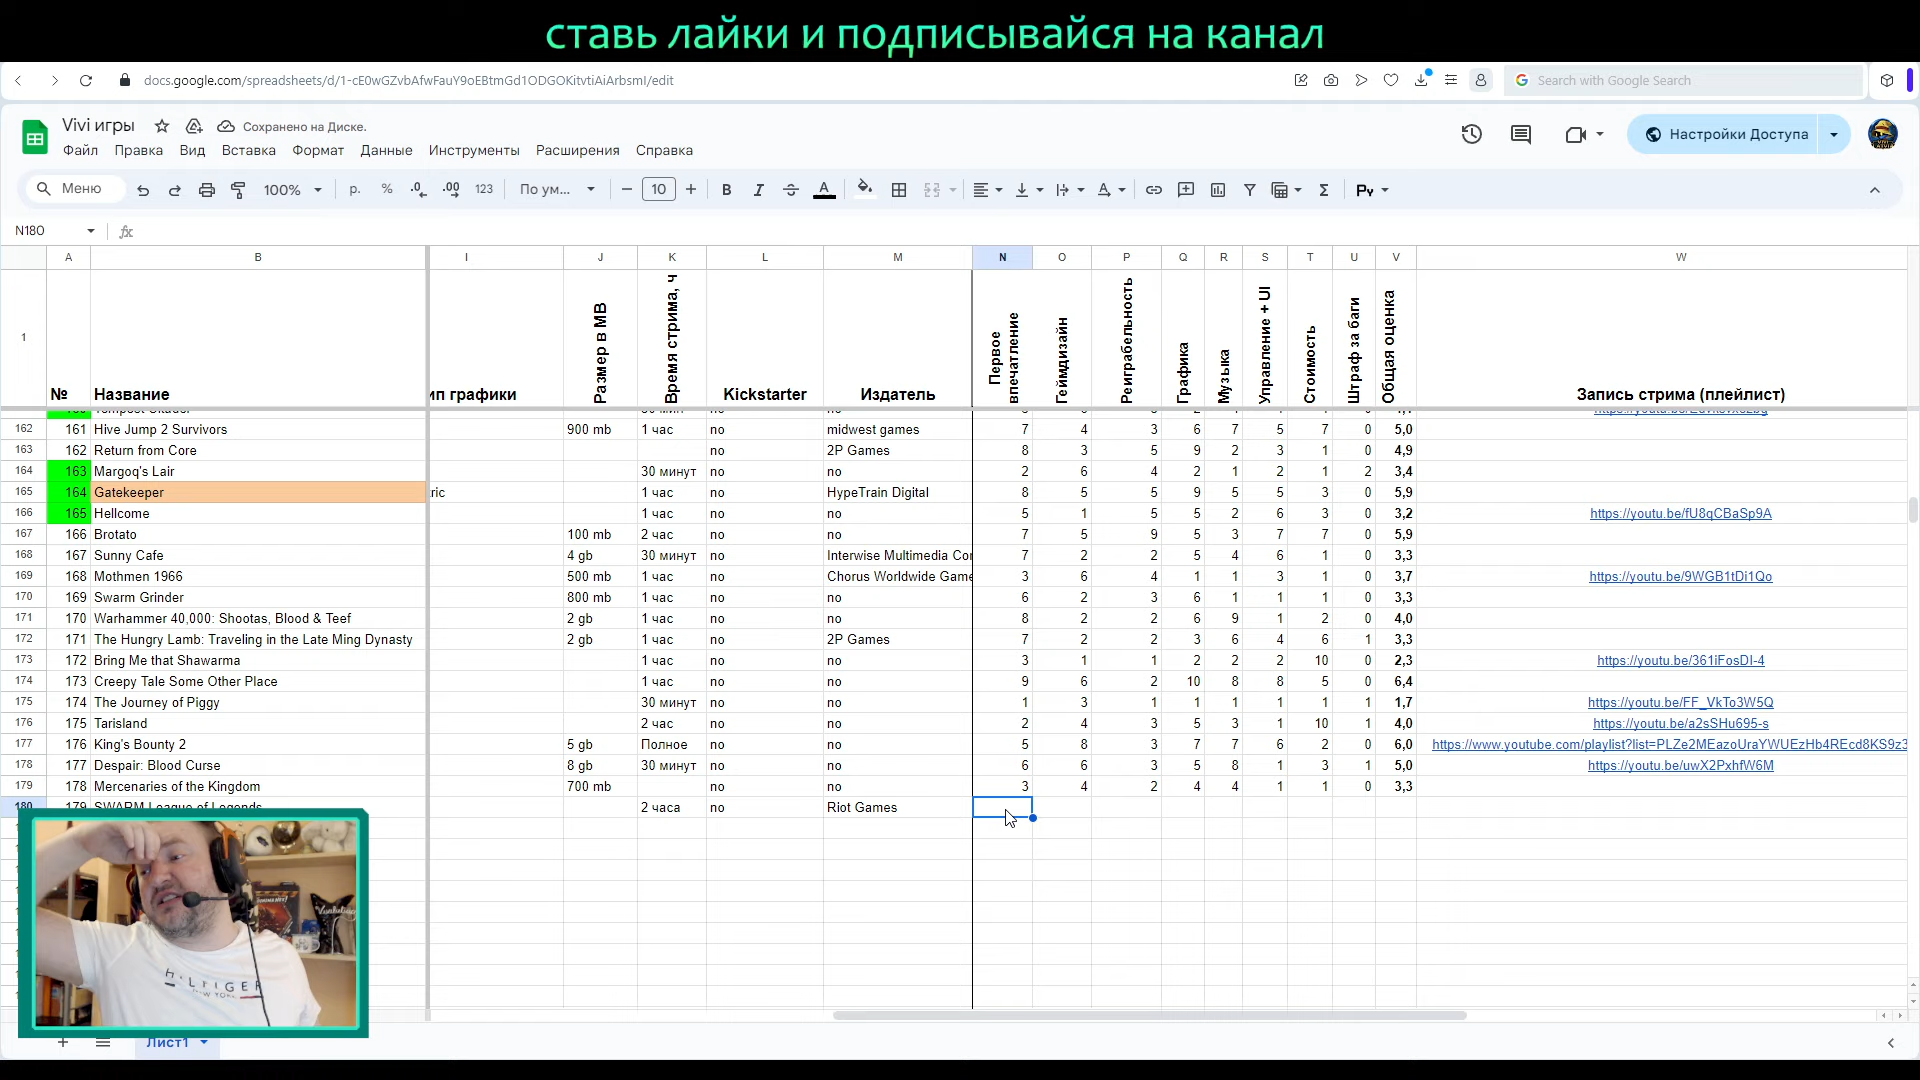 ставь лайки и подписывайся на канал
docs.google.com/spreadsheets/d/1-cE0wGZvbAfwFauY9oEBtmGd1ODGOKitvtiAiArbsmI/edit
Search with Google Search
Vivi игры
Сохранено на Диске.
Настройки Доступа
Файл Правка Вид Вставка Формат Данные Инструменты Расширения Справка
Меню 100% р. % .0 .00 123 По ум... 10 B I A Ру
N180
A B I J K L M N O P Q R S T U V W
1 № Название ип графики Размер в МВ Время стрима, ч Kickstarter Издатель Первое впечатление Геймдизайн Реиграбельность Графика Музыка Управление + UI Стоимость Штраф за баги Общая оценка Запись стрима (плейлист)
162 161 Hive Jump 2 Survivors 900 mb 1 час no midwest games 7 4 3 6 7 5 7 0 5,0
163 162 Return from Core no 2P Games 8 3 5 9 2 3 1 0 4,9
164 163 Margoq's Lair 30 минут no no 2 6 4 2 1 2 1 2 3,4
165 164 Gatekeeper ric 1 час no HypeTrain Digital 8 5 5 9 5 5 3 0 5,9
166 165 Hellcome 1 час no no 5 1 5 5 2 6 3 0 3,2 https://youtu.be/fU8qCBaSp9A
167 166 Brotato 100 mb 2 час no no 7 5 9 5 3 7 7 0 5,9
168 167 Sunny Cafe 4 gb 30 минут no Interwise Multimedia Cor 7 2 2 5 4 6 1 0 3,3
169 168 Mothmen 1966 500 mb 1 час no Chorus Worldwide Game 3 6 4 1 1 3 1 0 3,7 https://youtu.be/9WGB1tDi1Qo
170 169 Swarm Grinder 800 mb 1 час no no 6 2 3 6 1 1 1 0 3,3
171 170 Warhammer 40,000: Shootas, Blood & Teef 2 gb 1 час no no 8 2 2 6 9 1 2 0 4,0
172 171 The Hungry Lamb: Traveling in the Late Ming Dynasty 2 gb 1 час no 2P Games 7 2 2 3 6 4 6 1 3,3
173 172 Bring Me that Shawarma 1 час no no 3 1 1 2 2 2 10 0 2,3 https://youtu.be/361iFosDI-4
174 173 Creepy Tale Some Other Place 1 час no no 9 6 2 10 8 8 5 0 6,4
175 174 The Journey of Piggy 30 минут no no 1 3 1 1 1 1 1 1 1,7 https://youtu.be/FF_VkTo3W5Q
176 175 Tarisland 2 час no no 2 4 3 5 3 1 10 1 4,0 https://youtu.be/a2sSHu695-s
177 176 King's Bounty 2 5 gb Полное no no 5 8 3 7 7 6 2 0 6,0 https://www.youtube.com/playlist?list=PLZe2MEazoUraYWUEzHb4REcd8KS9z3
178 177 Despair: Blood Curse 8 gb 30 минут no no 6 6 3 5 8 1 3 1 5,0 https://youtu.be/uwX2PxhfW6M
179 178 Mercenaries of the Kingdom 700 mb no no 3 4 2 4 4 1 1 0 3,3
180 179 SWARM League of Legends 2 часа no Riot Games
HILFIGER
NEW YORK
Лист1